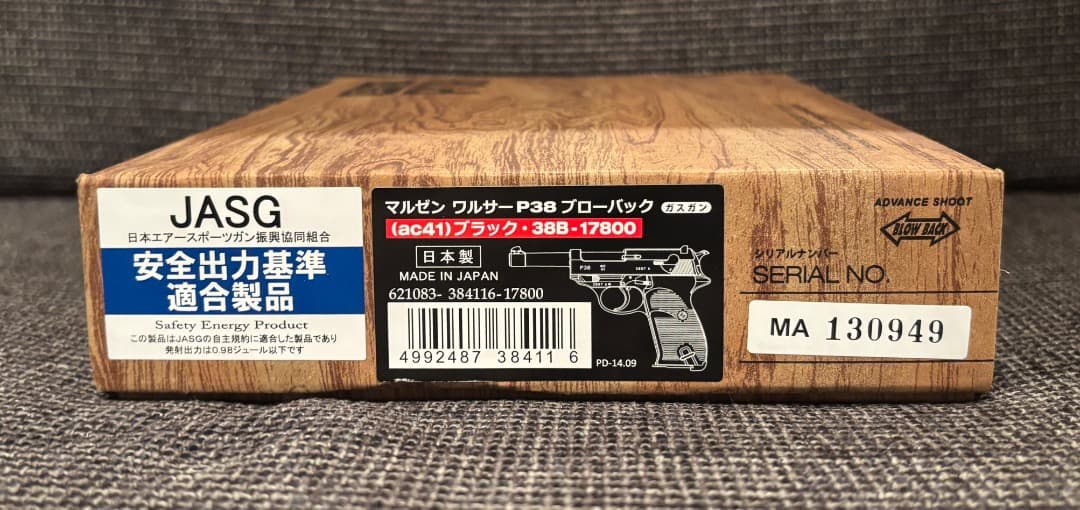 JASG
日本エアースポーツガン振興協同組合
安全出力基準
適合製品
Safety Energy Product
この製品はJASGの自主規約に適合した製品であり
発射出力は0.98ジュール以下です
マルゼン ワルサーP38 ブローバック ガスガン
(ac41)ブラック・38B-17800
日本製
MADE IN JAPAN
621083- 384116-17800
4992487 384116
P38
PD-14.09
ADVANCE SHOOT
BLOW BACK
シリアルナンバー
SERIAL NO.
MA 130949